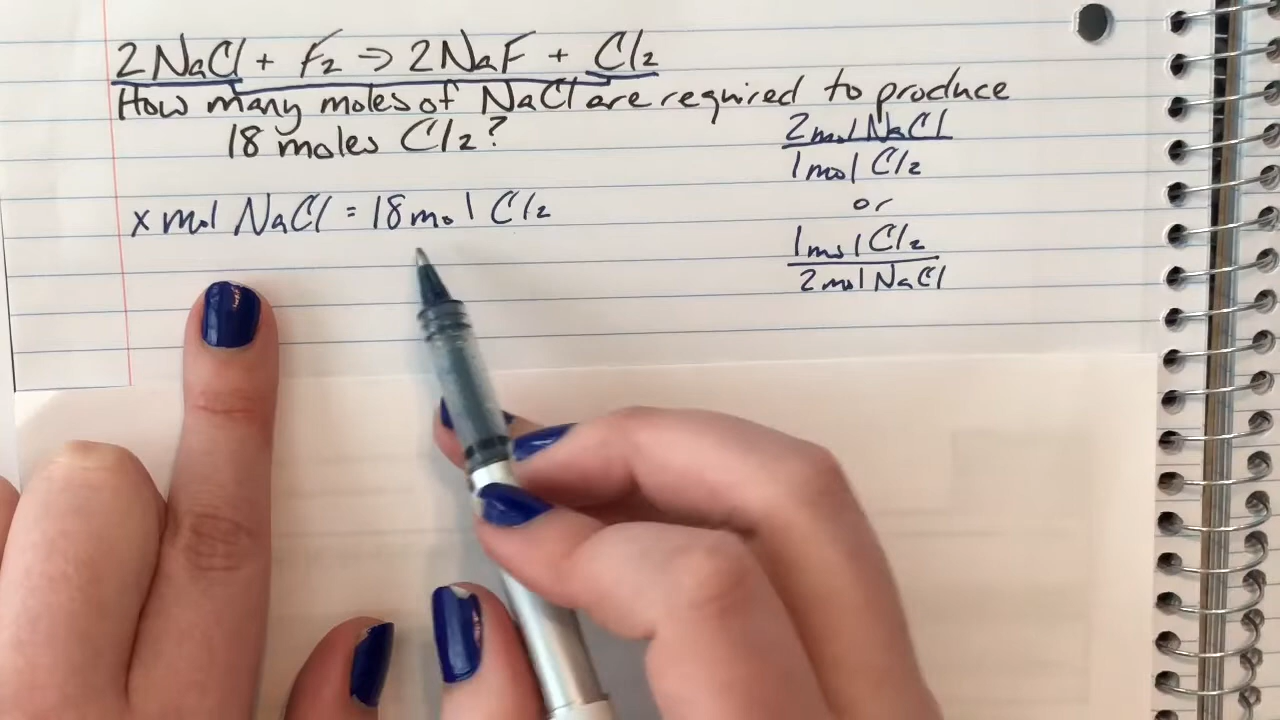 2NaCl + F2 → 2NaF + Cl2
How many moles of NaCl are required to produce
18 moles Cl2?
2mol NaCl
1mol Cl2
or
1mol Cl2
2mol NaCl
x mol NaCl = 18mol Cl2